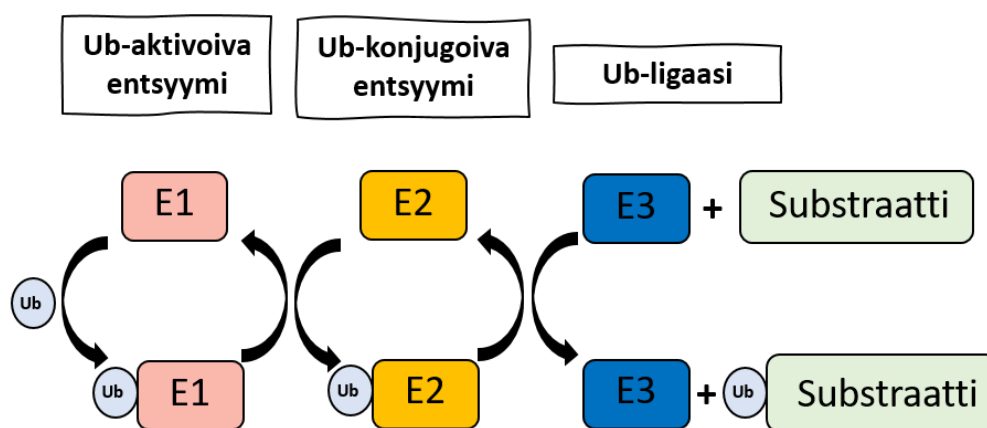 Ub-aktivoiva
entsyymi
Ub-konjugoiva
entsyymi
Ub-ligaasi
E1
E2
E3 + Substraatti
Ub
Ub E1
Ub E2
E3 + Ub Substraatti